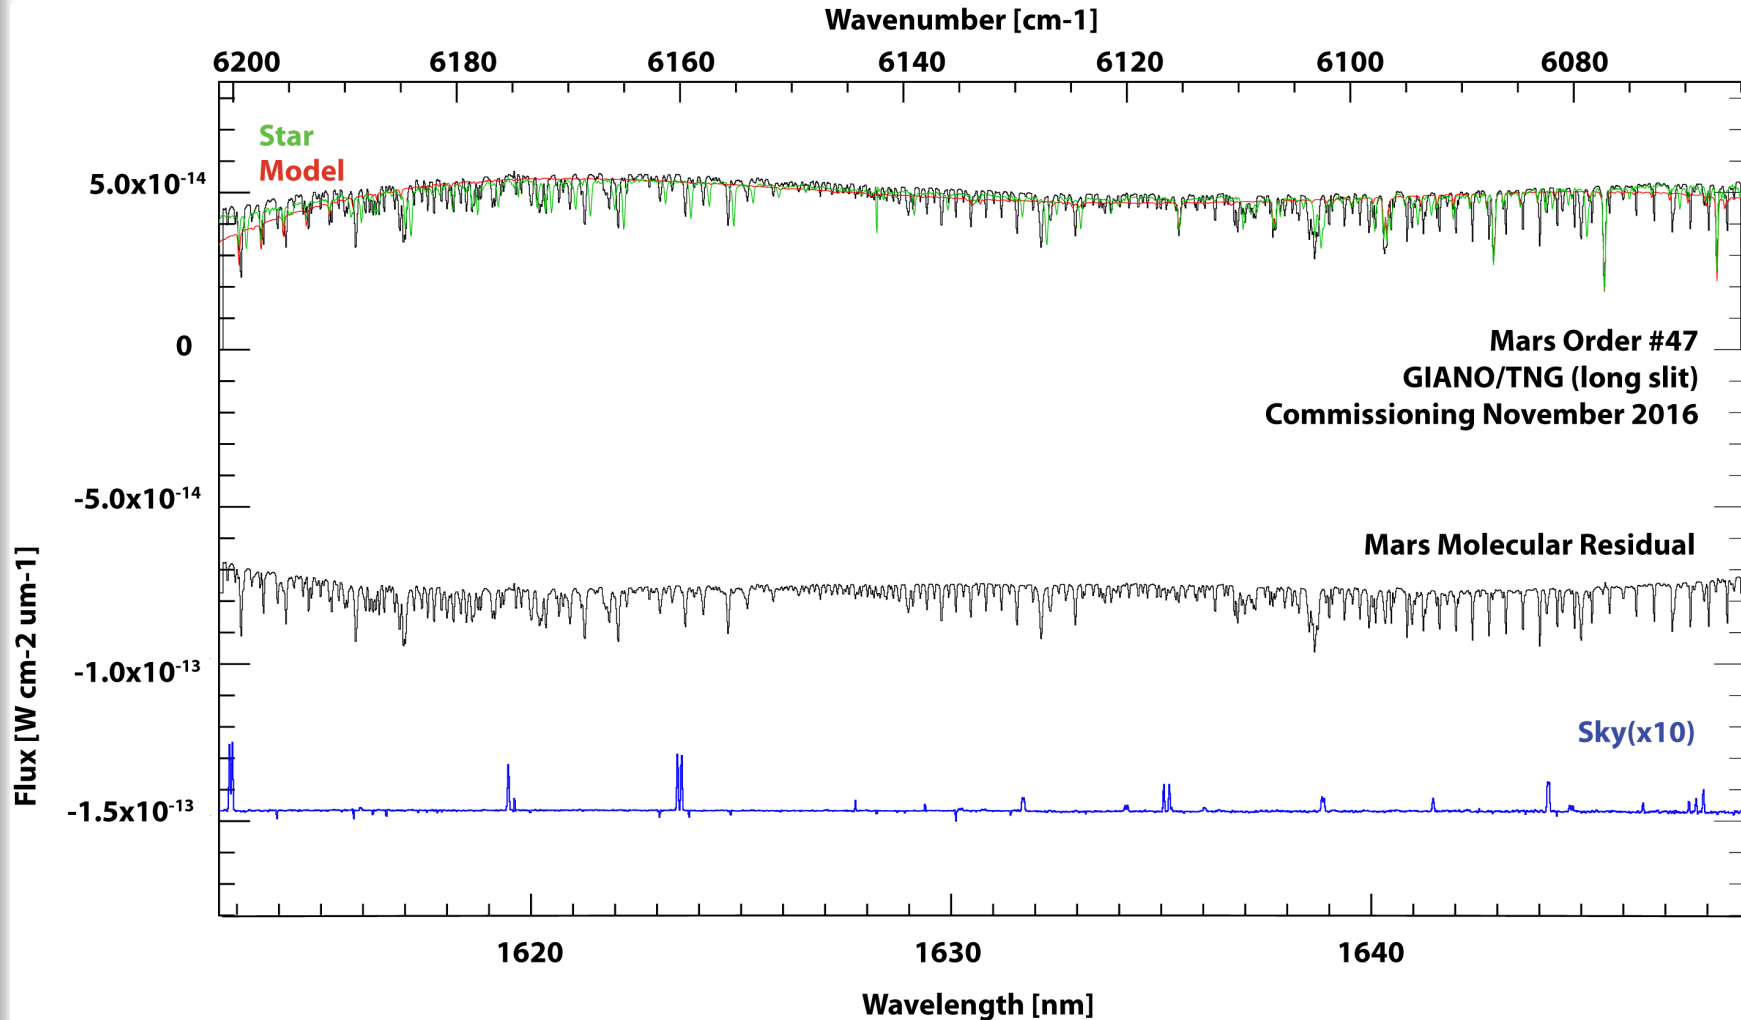 Wavenumber [cm-1]
6200 6180 6160 6140 6120 6100 6080
Star
Model
5.0x10-14
0
Mars Order #47
GIANO/TNG (long slit)
Commissioning November 2016
-5.0x10-14
Mars Molecular Residual
-1.0x10-13
Sky(x10)
-1.5x10-13
Flux [W cm-2 um-1]
1620 1630 1640
Wavelength [nm]